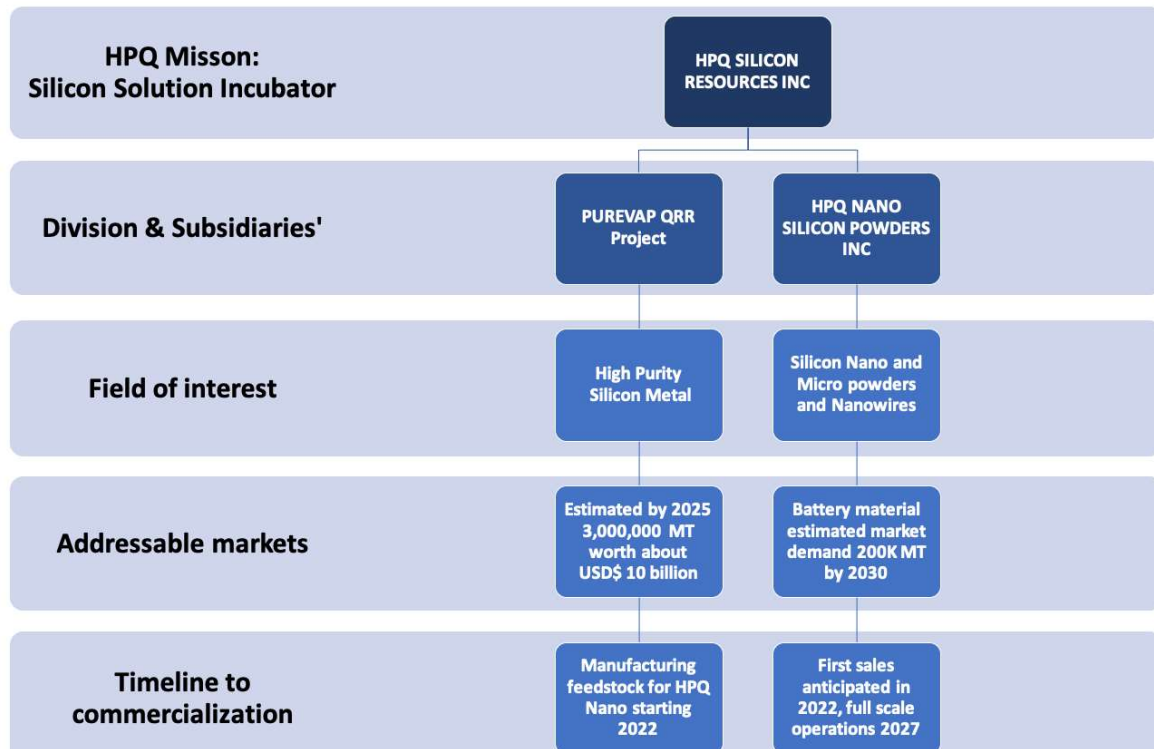 HPQ Misson:
Silicon Solution Incubator
HPQ SILICON
RESOURCES INC
Division & Subsidiaries'
PUREVAP QRR
Project
HPQ NANO
SILICON POWDERS
INC
Field of interest
High Purity
Silicon Metal
Silicon Nano and
Micro powders
and Nanowires
Addressable markets
Estimated by 2025
3,000,000 MT
worth about
USD$ 10 billion
Battery material
estimated market
demand 200K MT
by 2030
Timeline to
commercialization
Manufacturing
feedstock for HPQ
Nano starting
2022
First sales
anticipated in
2022, full scale
operations 2027